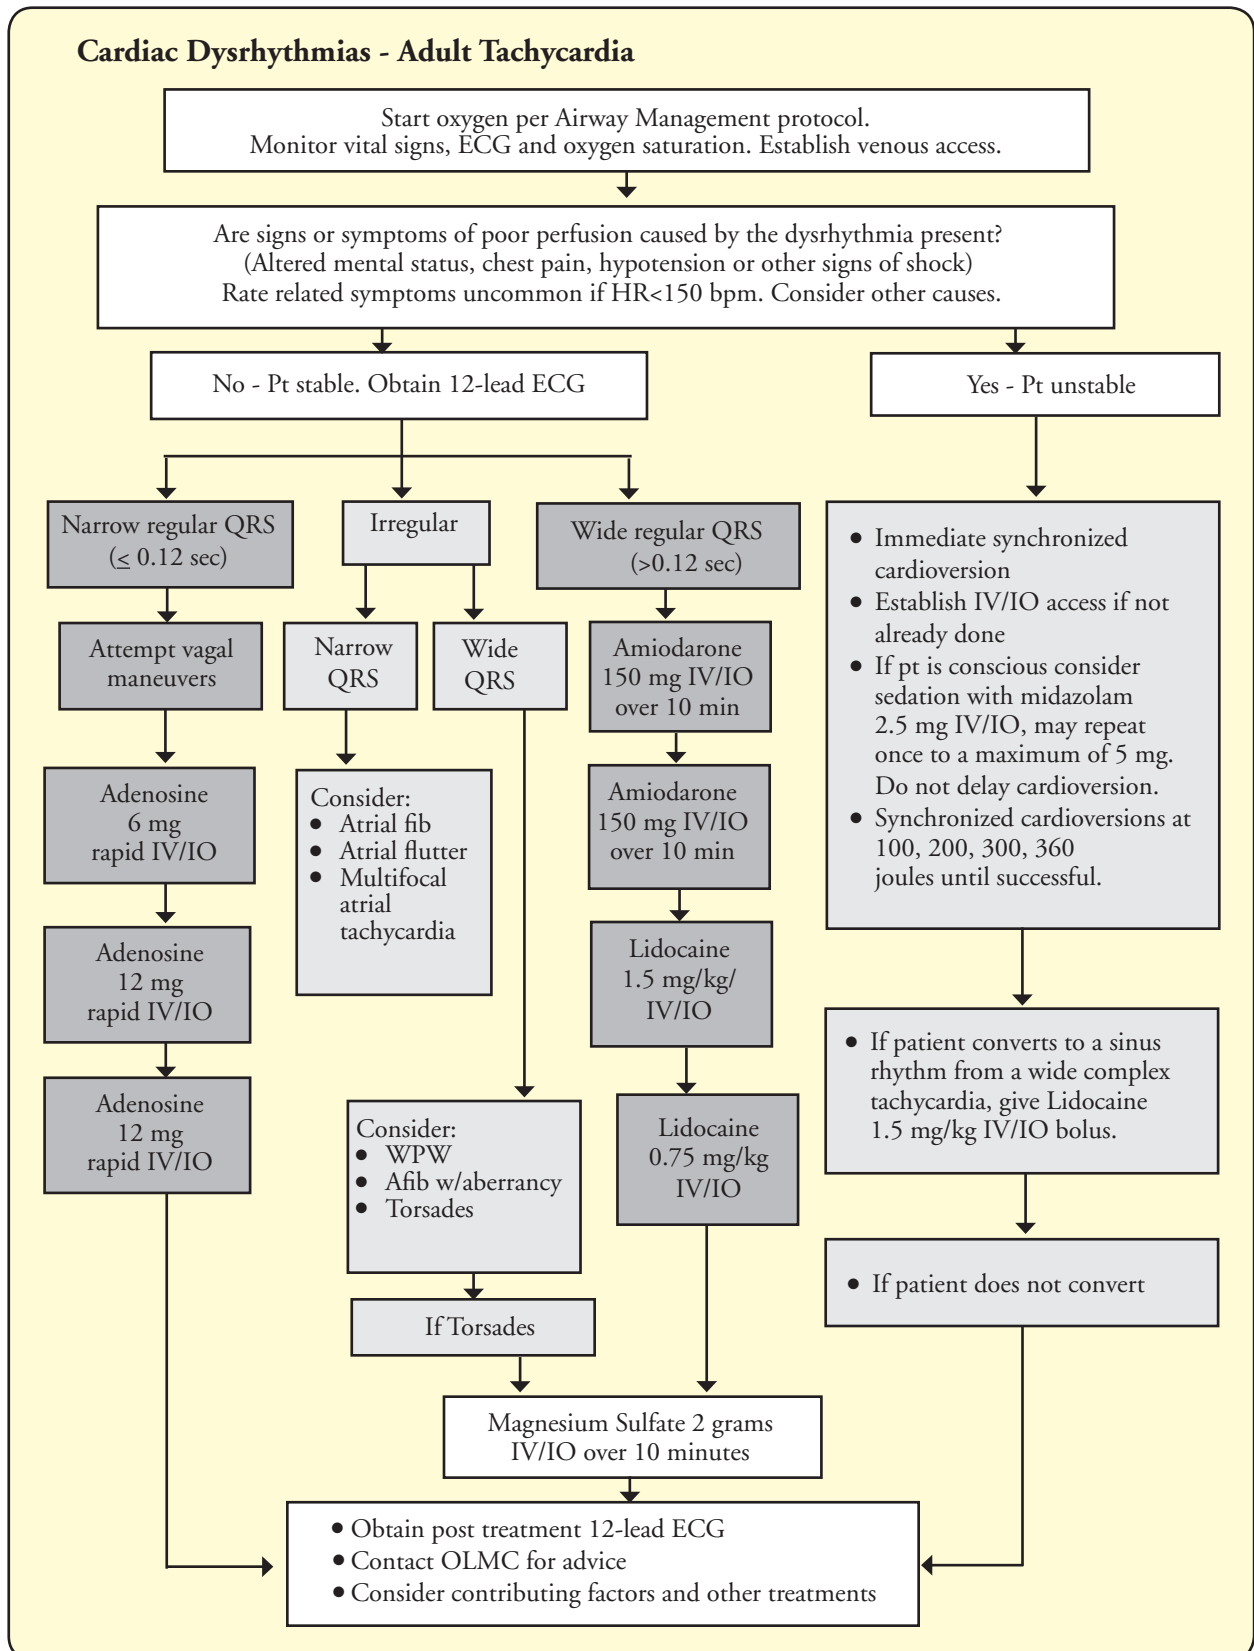 Cardiac Dysrhythmias - Adult Tachycardia
Start oxygen per Airway Management protocol.
Monitor vital signs, ECG and oxygen saturation. Establish venous access.
Are signs or symptoms of poor perfusion caused by the dysrhythmia present?
(Altered mental status, chest pain, hypotension or other signs of shock)
Rate related symptoms uncommon if HR<150 bpm. Consider other causes.
No - Pt stable. Obtain 12-lead ECG
Yes - Pt unstable
Narrow regular QRS
(≤ 0.12 sec)
Irregular
Wide regular QRS
(>0.12 sec)
Attempt vagal
maneuvers
Adenosine
6 mg
rapid IV/IO
Adenosine
12 mg
rapid IV/IO
Adenosine
12 mg
rapid IV/IO
Narrow
QRS
Wide
QRS
Consider:
● Atrial fib
● Atrial flutter
● Multifocal
atrial
tachycardia
Consider:
● WPW
● Afib w/aberrancy
● Torsades
If Torsades
Amiodarone
150 mg IV/IO
over 10 min
Amiodarone
150 mg IV/IO
over 10 min
Lidocaine
1.5 mg/kg/
IV/IO
Lidocaine
0.75 mg/kg
IV/IO
● Immediate synchronized
cardioversion
● Establish IV/IO access if not
already done
● If pt is conscious consider
sedation with midazolam
2.5 mg IV/IO, may repeat
once to a maximum of 5 mg.
Do not delay cardioversion.
● Synchronized cardioversions at
100, 200, 300, 360
joules until successful.
● If patient converts to a sinus
rhythm from a wide complex
tachycardia, give Lidocaine
1.5 mg/kg IV/IO bolus.
● If patient does not convert
Magnesium Sulfate 2 grams
IV/IO over 10 minutes
● Obtain post treatment 12-lead ECG
● Contact OLMC for advice
● Consider contributing factors and other treatments